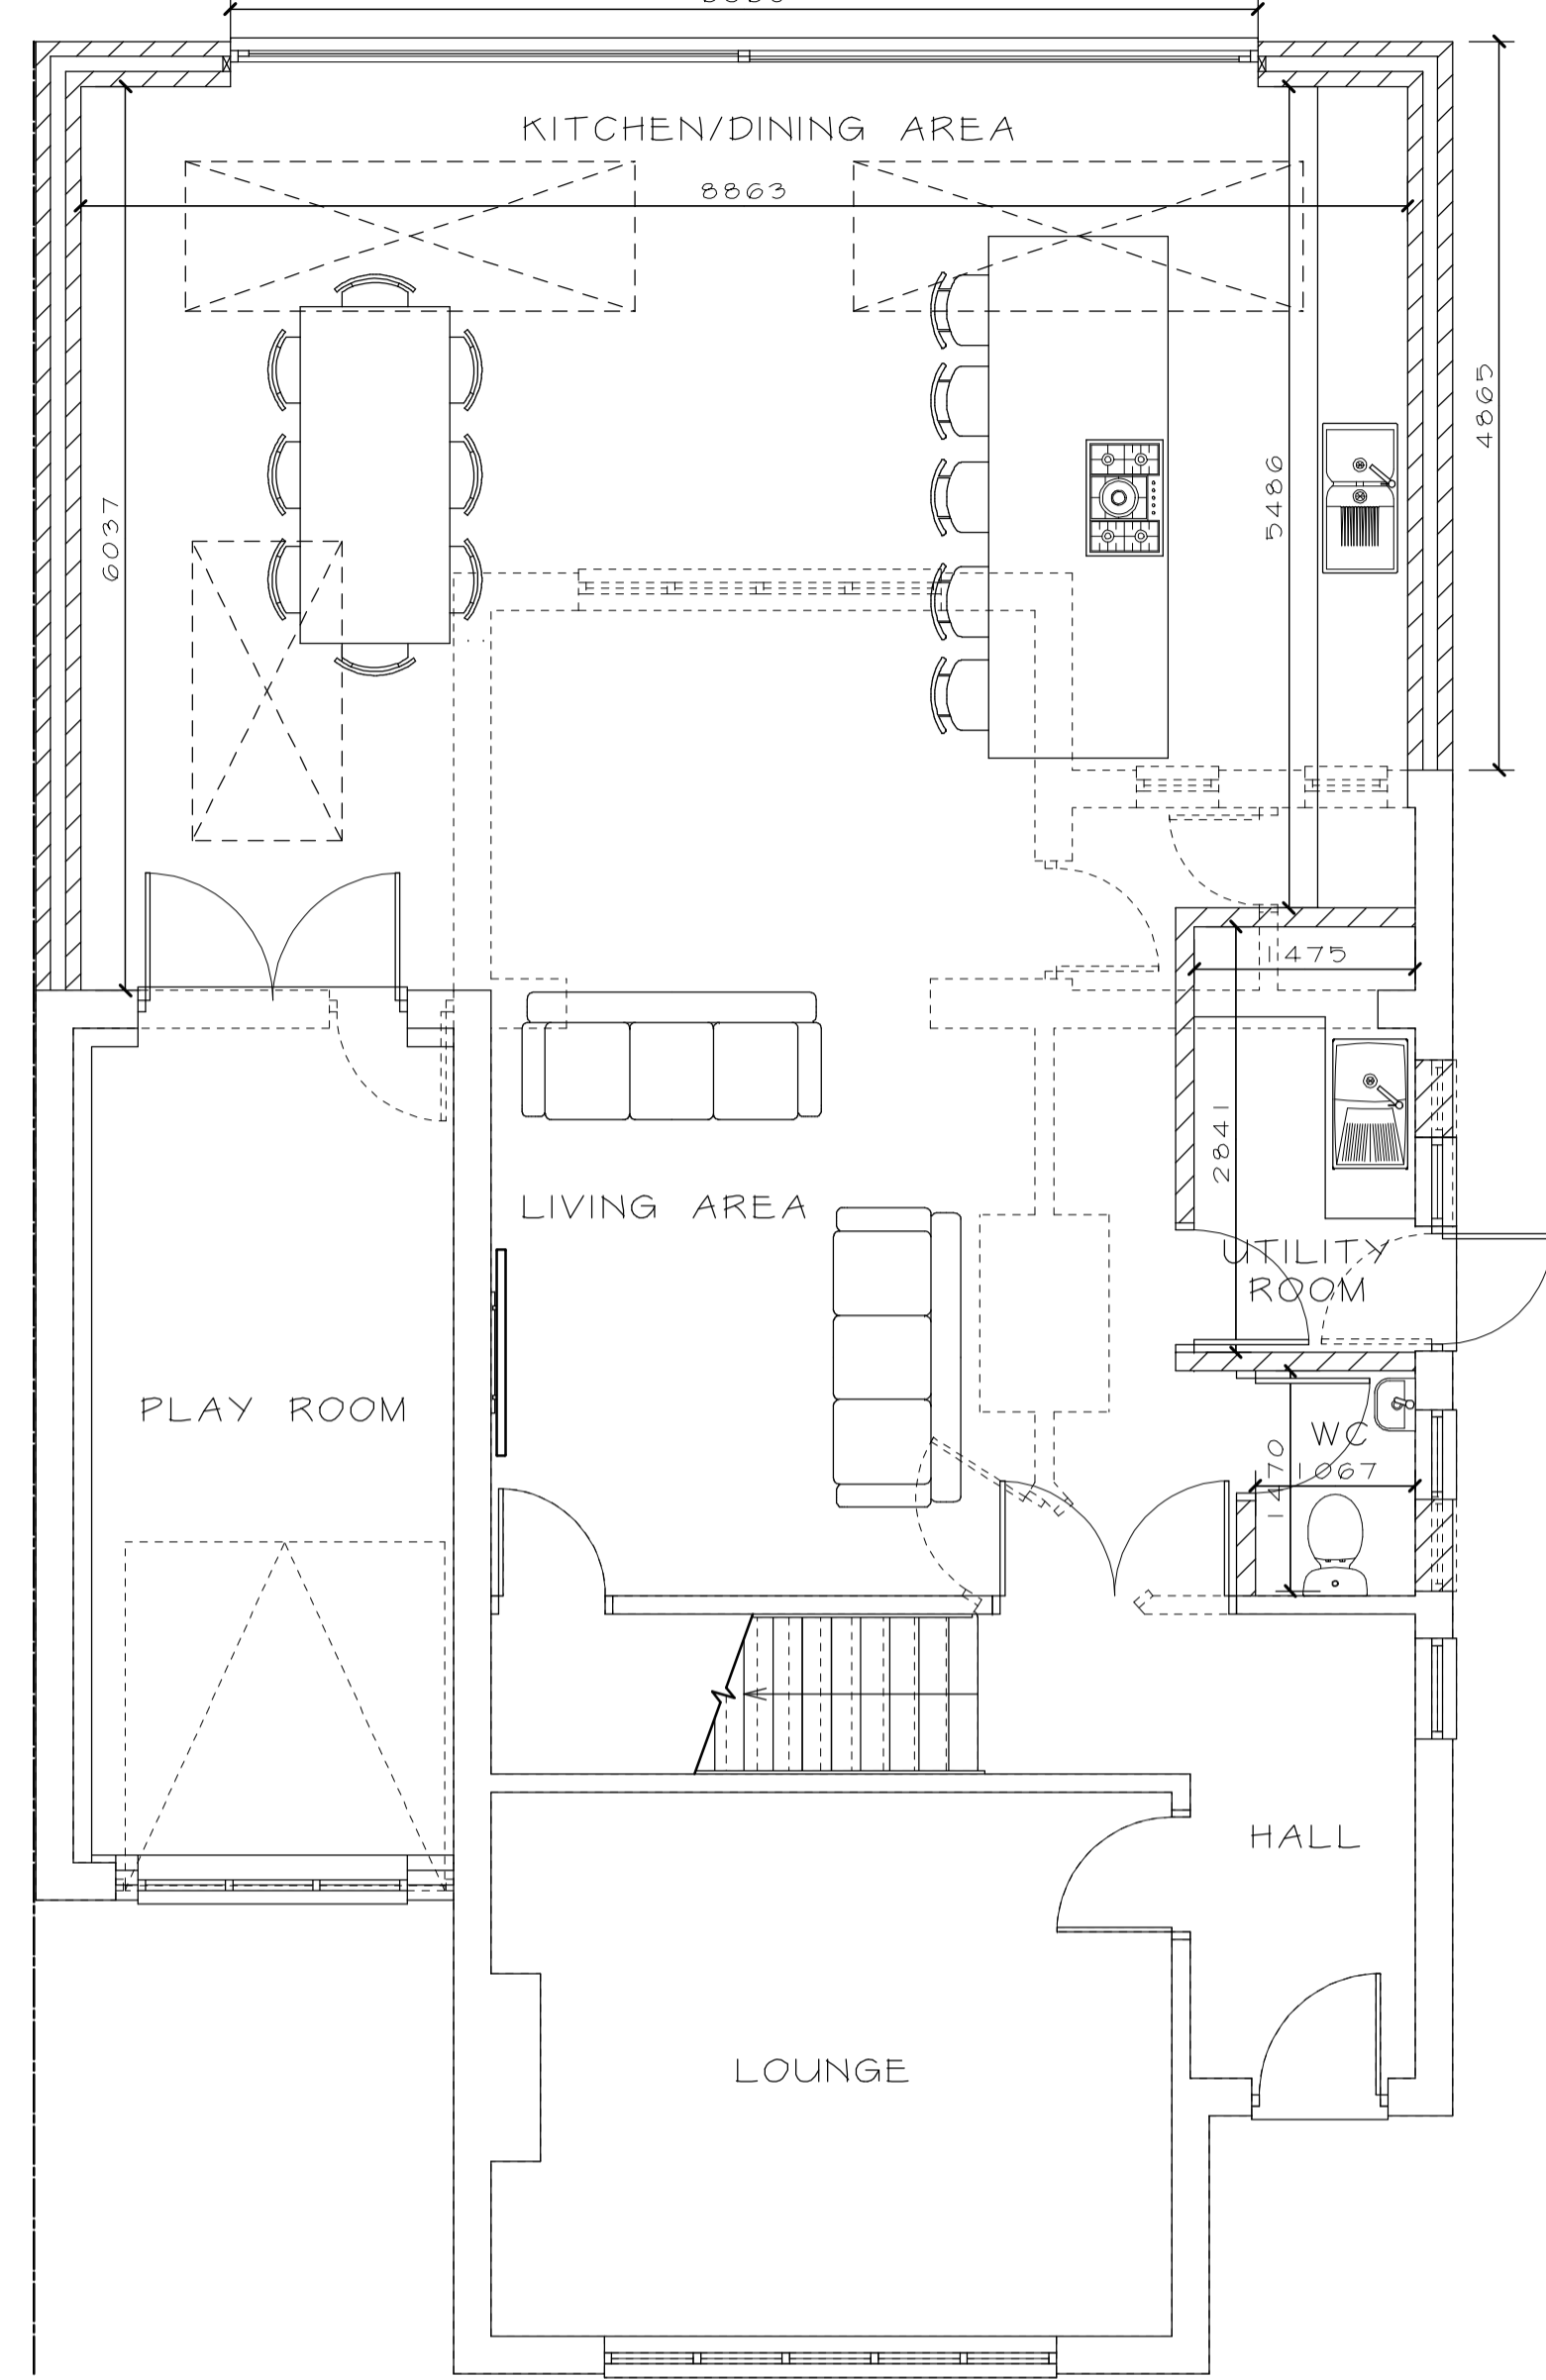 KITCHEN/DINING AREA
8863
4865
5486
6037
1475
2841
LIVING AREA
UTILITY
ROOM
PLAY ROOM
WC
1067
1470
HALL
LOUNGE